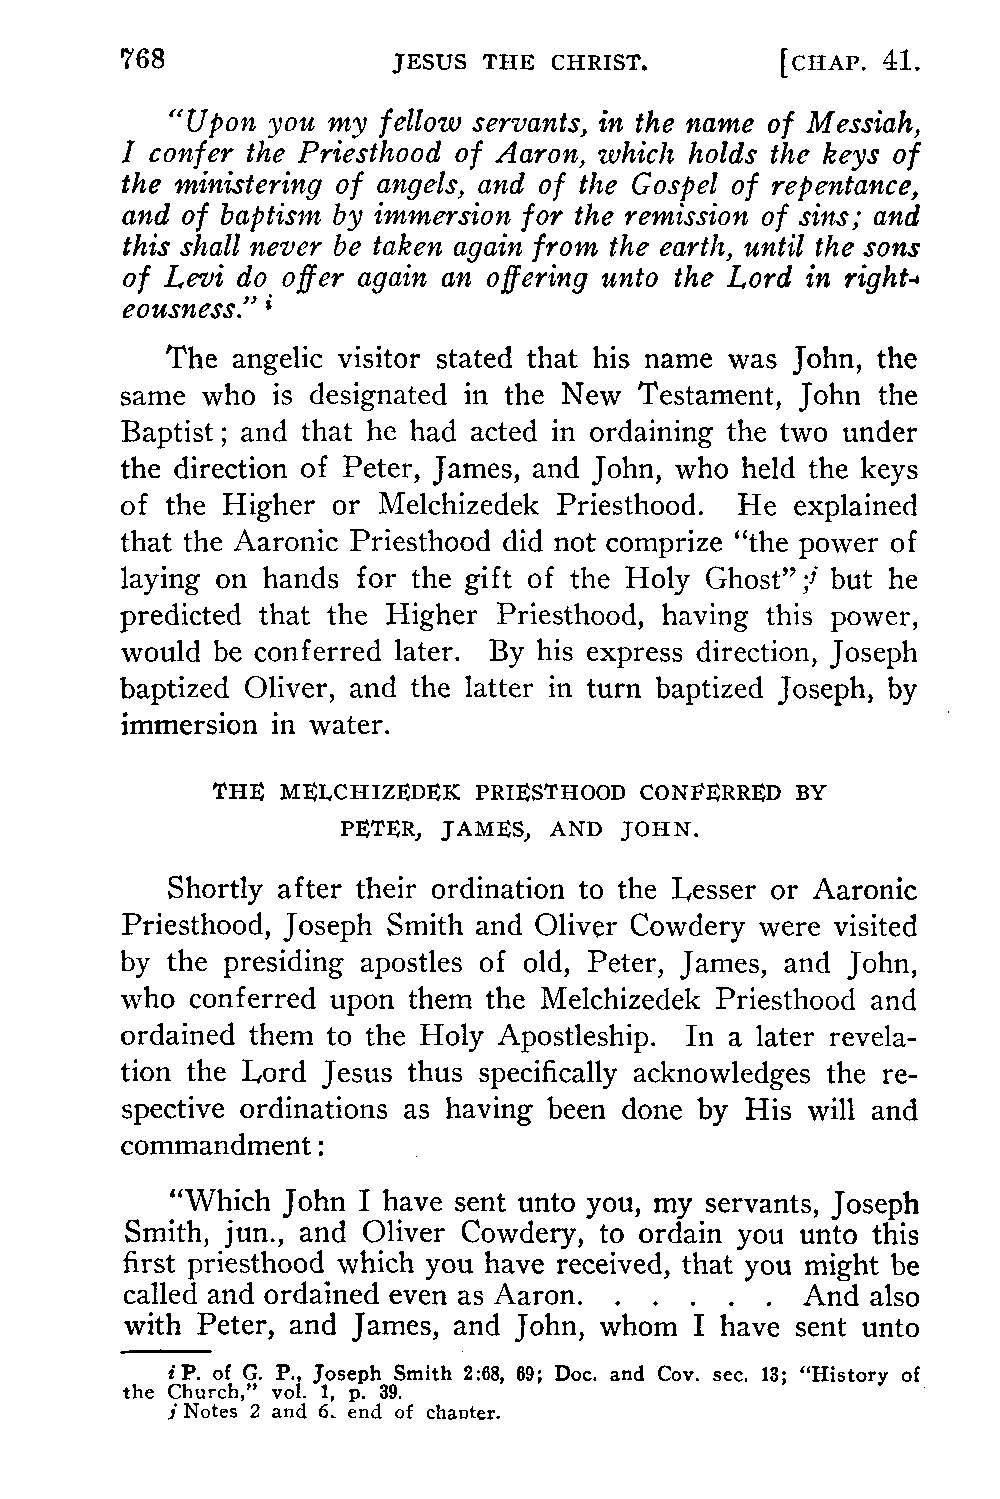 768 JESUS THE CHRIST. [CHAP. 41.
"Upon you my fellow servants, in the name of Messiah,
I confer the Priesthood of Aaron, which holds the keys of
the ministering of angels, and of the Gospel of repentance,
and of baptism by immersion for the remission of sins; and
this shall never be taken again from the earth, until the sons
of Levi do offer again an offering unto the Lord in right-
eousness." i
The angelic visitor stated that his name was John, the
same who is designated in the New Testament, John the
Baptist; and that he had acted in ordaining the two under
the direction of Peter, James, and John, who held the keys
of the Higher or Melchizedek Priesthood. He explained
that the Aaronic Priesthood did not comprize "the power of
laying on hands for the gift of the Holy Ghost";j but he
predicted that the Higher Priesthood, having this power,
would be conferred later. By his express direction, Joseph
baptized Oliver, and the latter in turn baptized Joseph, by
immersion in water.
THE MELCHIZEDEK PRIESTHOOD CONFERRED BY
PETER, JAMES, AND JOHN.
Shortly after their ordination to the Lesser or Aaronic
Priesthood, Joseph Smith and Oliver Cowdery were visited
by the presiding apostles of old, Peter, James, and John,
who conferred upon them the Melchizedek Priesthood and
ordained them to the Holy Apostleship. In a later revela-
tion the Lord Jesus thus specifically acknowledges the re-
spective ordinations as having been done by His will and
commandment:
"Which John I have sent unto you, my servants, Joseph
Smith, jun., and Oliver Cowdery, to ordain you unto this
first priesthood which you have received, that you might be
called and ordained even as Aaron. . . . . . And also
with Peter, and James, and John, whom I have sent unto
i P. of G. P., Joseph Smith 2:68, 69; Doc. and Cov. sec. 13; "History of
the Church," vol. 1, p. 39.
j Notes 2 and 6. end of chapter.